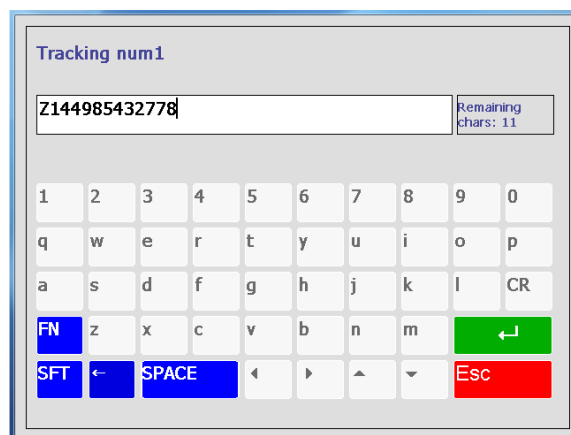 Tracking num1
Z144985432778
Remaining
chars: 11
1 2 3 4 5 6 7 8 9 0
q w e r t y u i o p
a s d f g h j k l CR
FN z x c v b n m
SFT ← SPACE Esc